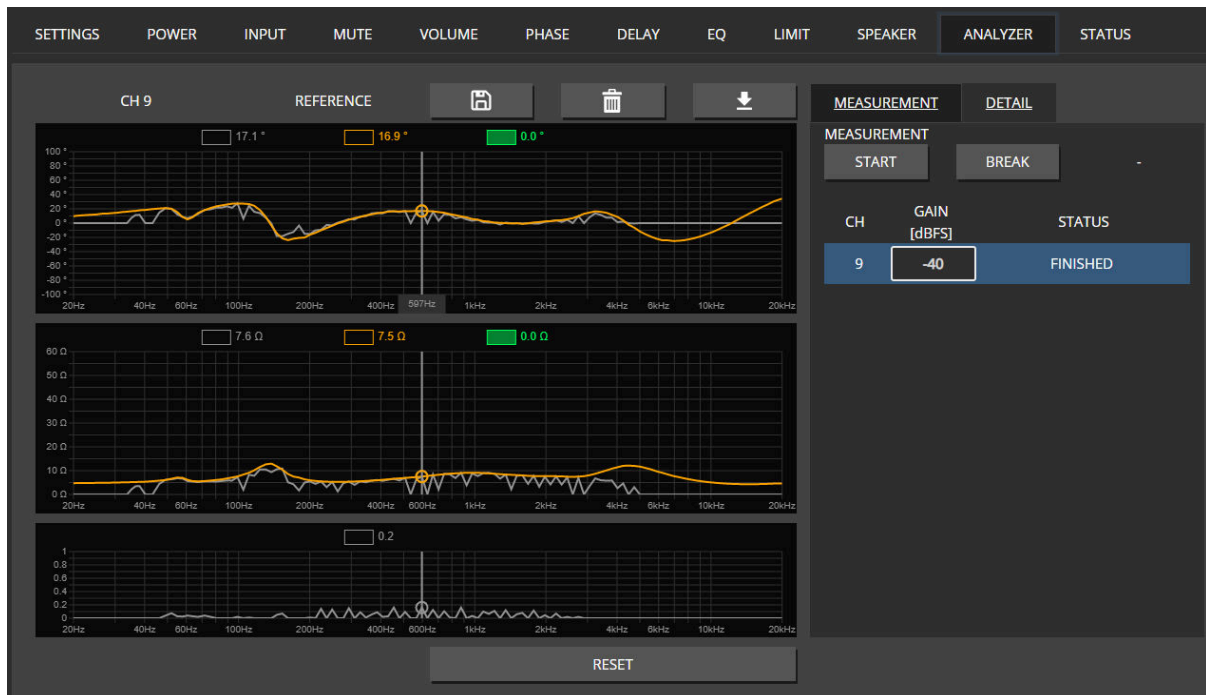 SETTINGS POWER INPUT MUTE VOLUME PHASE DELAY EQ LIMIT SPEAKER ANALYZER STATUS
CH 9 REFERENCE
17.1 ° 16.9 ° 0.0 °
100 °
80 °
60 °
40 °
20 °
0 °
-20 °
-40 °
-60 °
-80 °
-100 °
20Hz 40Hz 60Hz 100Hz 200Hz 400Hz 597Hz 1kHz 2kHz 4kHz 6kHz 10kHz 20kHz
7.6 Ω 7.5 Ω 0.0 Ω
60 Ω
50 Ω
40 Ω
30 Ω
20 Ω
10 Ω
0 Ω
20Hz 40Hz 60Hz 100Hz 200Hz 400Hz 600Hz 1kHz 2kHz 4kHz 6kHz 10kHz 20kHz
0.2
1
0.8
0.6
0.4
0.2
0
20Hz 40Hz 60Hz 100Hz 200Hz 400Hz 600Hz 1kHz 2kHz 4kHz 6kHz 10kHz 20kHz
RESET
MEASUREMENT DETAIL
MEASUREMENT
START BREAK -
CH GAIN [dBFS] STATUS
9 -40 FINISHED